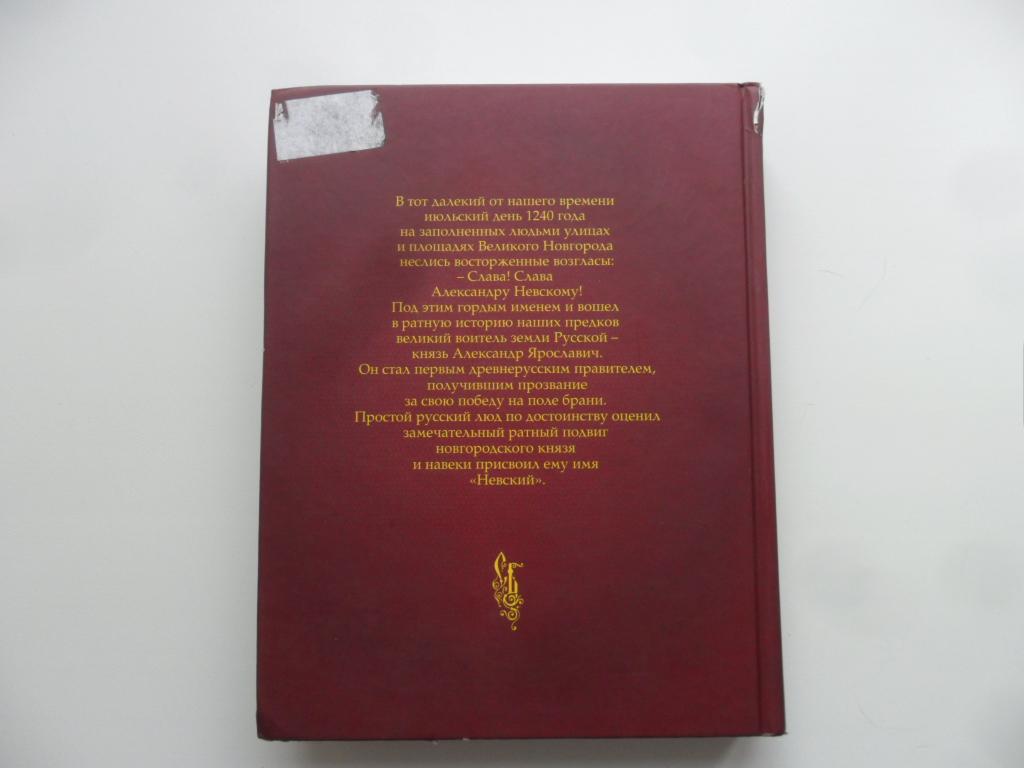 В тот далекий от нашего времени
июльский день 1240 года
на заполненных людьми улицах
и площадях Великого Новгорода
неслись восторженные возгласы:
– Слава! Слава
Александру Невскому!
Под этим гордым именем и вошел
в ратную историю наших предков
великий воитель земли Русской –
князь Александр Ярославич.
Он стал первым древнерусским правителем,
получившим прозвание
за свою победу на поле брани.
Простой русский люд по достоинству оценил
замечательный ратный подвиг
новгородского князя
и навеки присвоил ему имя
«Невский».